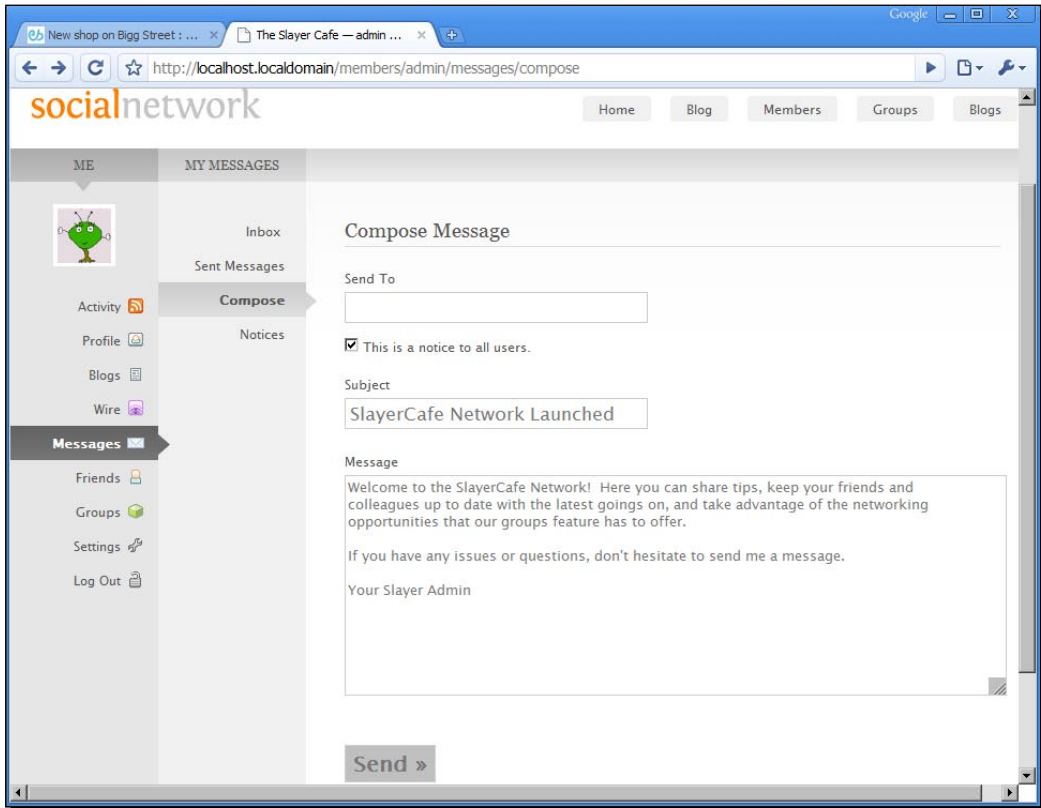 Google
New shop on Bigg Street : ...
The Slayer Cafe — admin ...
http://localhost.localdomain/members/admin/messages/compose
socialnetwork
Home Blog Members Groups Blogs
ME
MY MESSAGES
Inbox
Sent Messages
Compose
Notices
Activity
Profile
Blogs
Wire
Messages
Friends
Groups
Settings
Log Out
Compose Message
Send To
This is a notice to all users.
Subject
SlayerCafe Network Launched
Message
Welcome to the SlayerCafe Network! Here you can share tips, keep your friends and
colleagues up to date with the latest goings on, and take advantage of the networking
opportunities that our groups feature has to offer.
If you have any issues or questions, don't hesitate to send me a message.
Your Slayer Admin
Send »